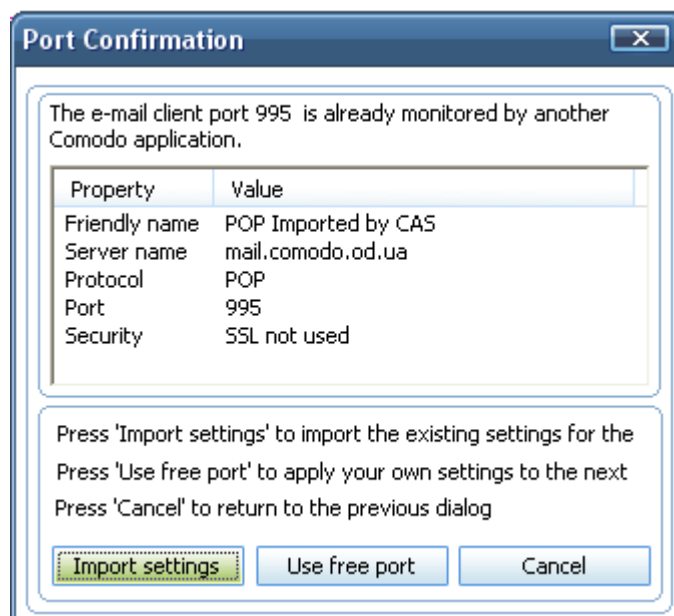 Port Confirmation
The e-mail client port 995 is already monitored by another
Comodo application.
Property Value
Friendly name POP Imported by CAS
Server name mail.comodo.od.ua
Protocol POP
Port 995
Security SSL not used
Press 'Import settings' to import the existing settings for the
Press 'Use free port' to apply your own settings to the next
Press 'Cancel' to return to the previous dialog
Import settings Use free port Cancel